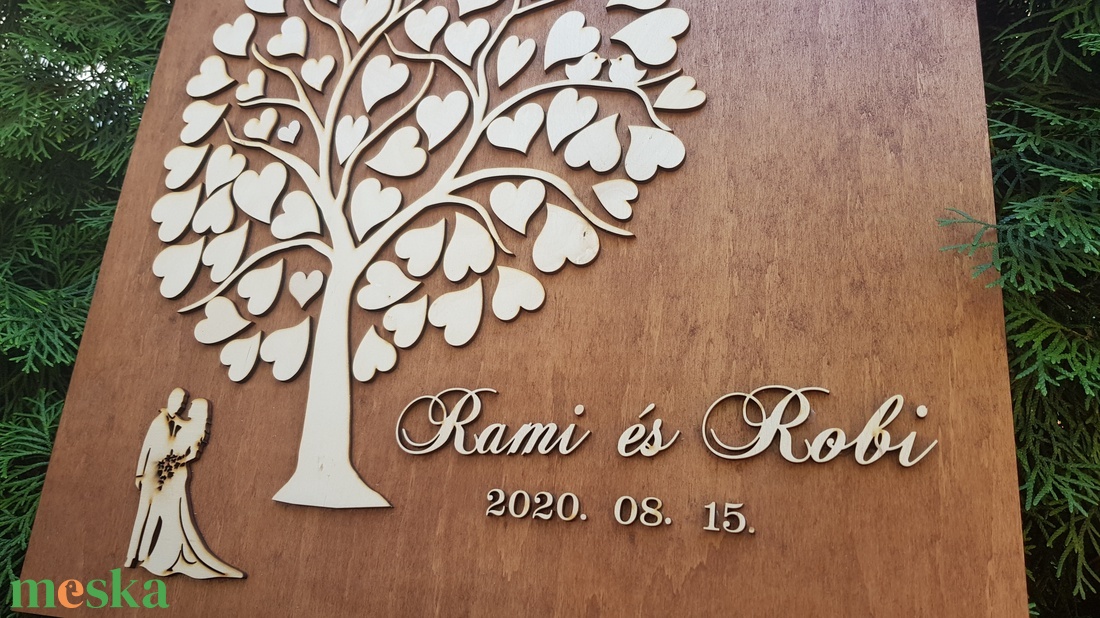 Rami és Robi
2020. 08. 15.
meska